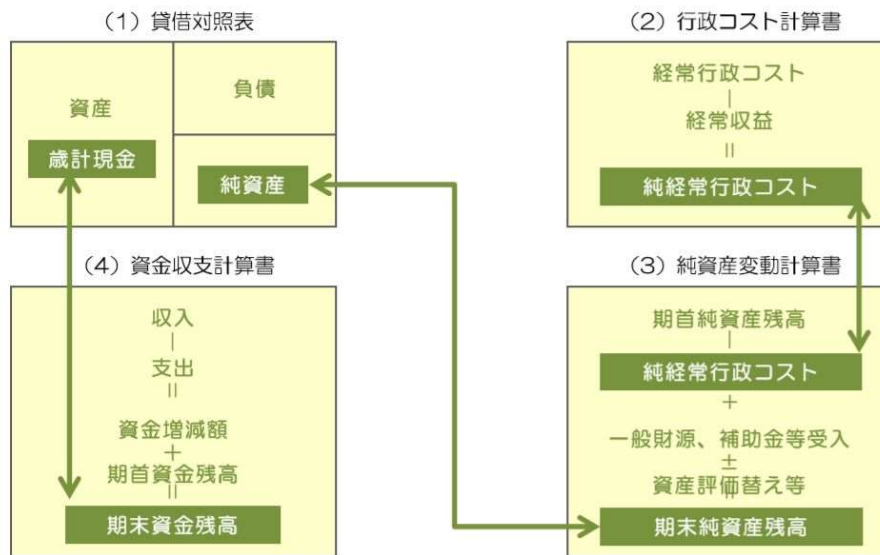 (1) 貸借対照表
資産
歳計現金
負債
純資産
(2) 行政コスト計算書
経常行政コスト
－
経常収益
＝
純経常行政コスト
(4) 資金収支計算書
収入
－
支出
＝
資金増減額
＋
期首資金残高
＝
期末資金残高
(3) 純資産変動計算書
期首純資産残高
－
純経常行政コスト
＋
一般財源、補助金等受入
±
資産評価替え等
＝
期末純資産残高